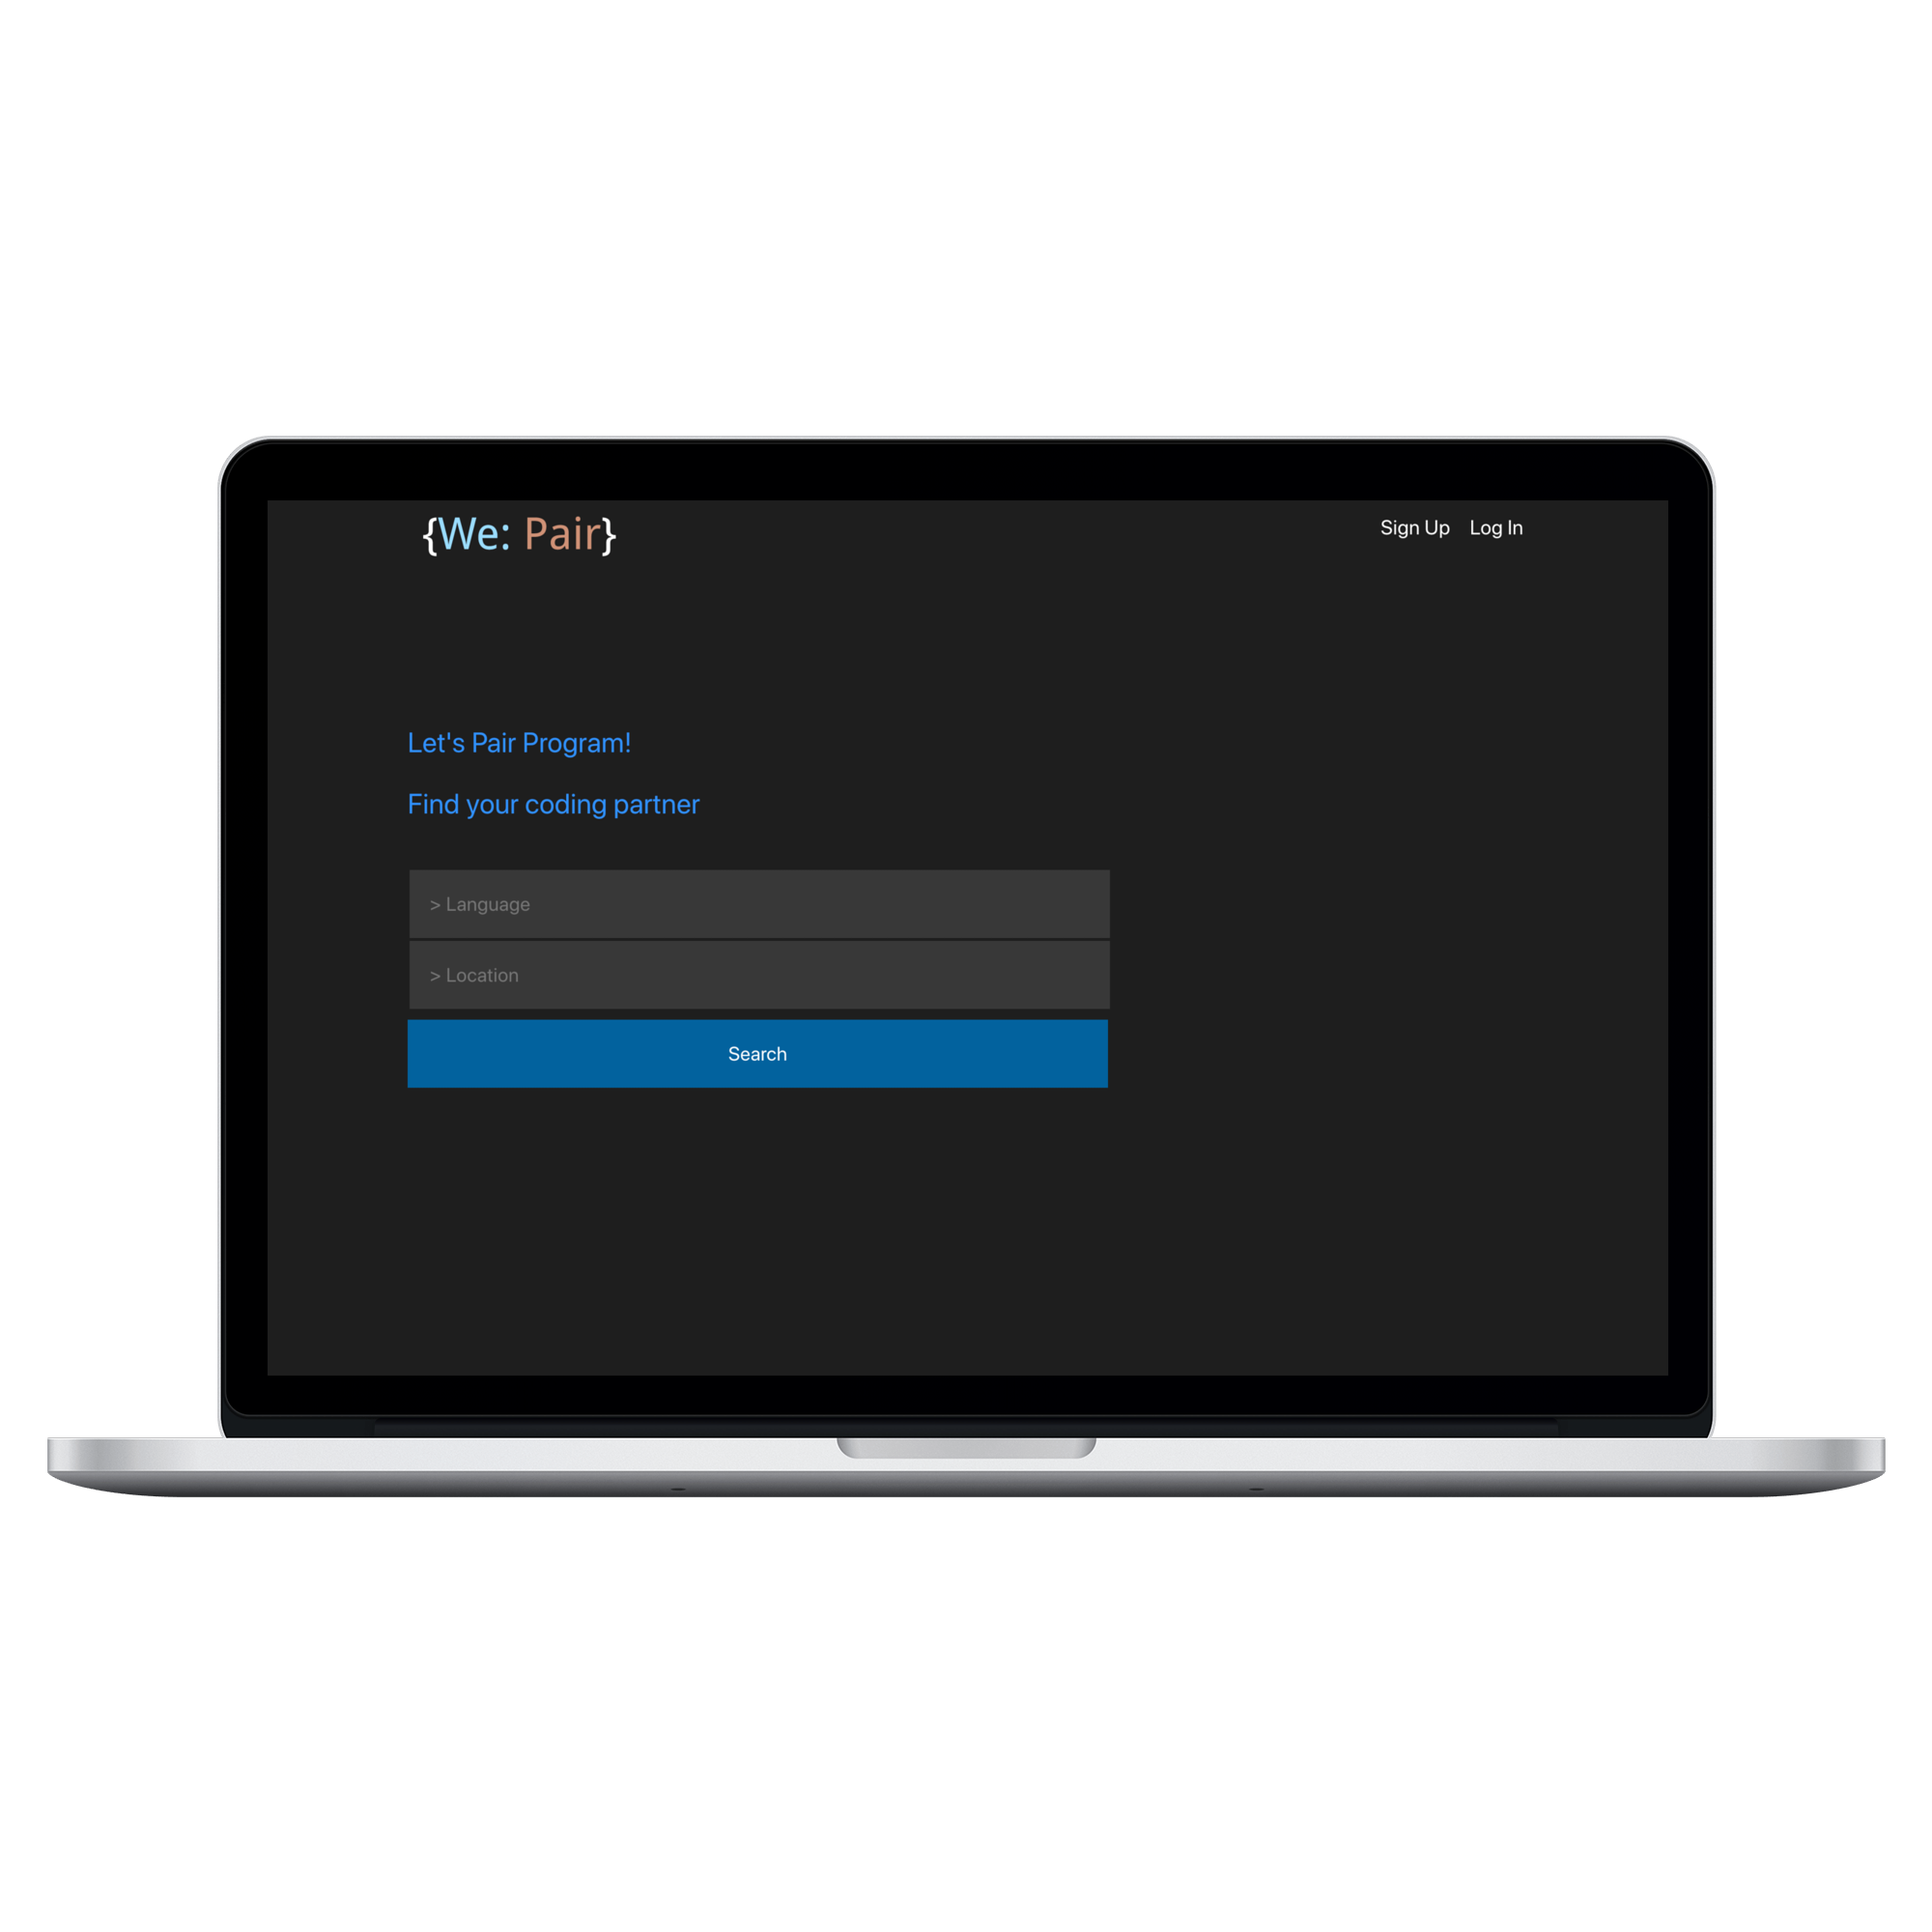 {We: Pair}
Sign Up Log In
Let's Pair Program!
Find your coding partner
> Language
> Location
Search